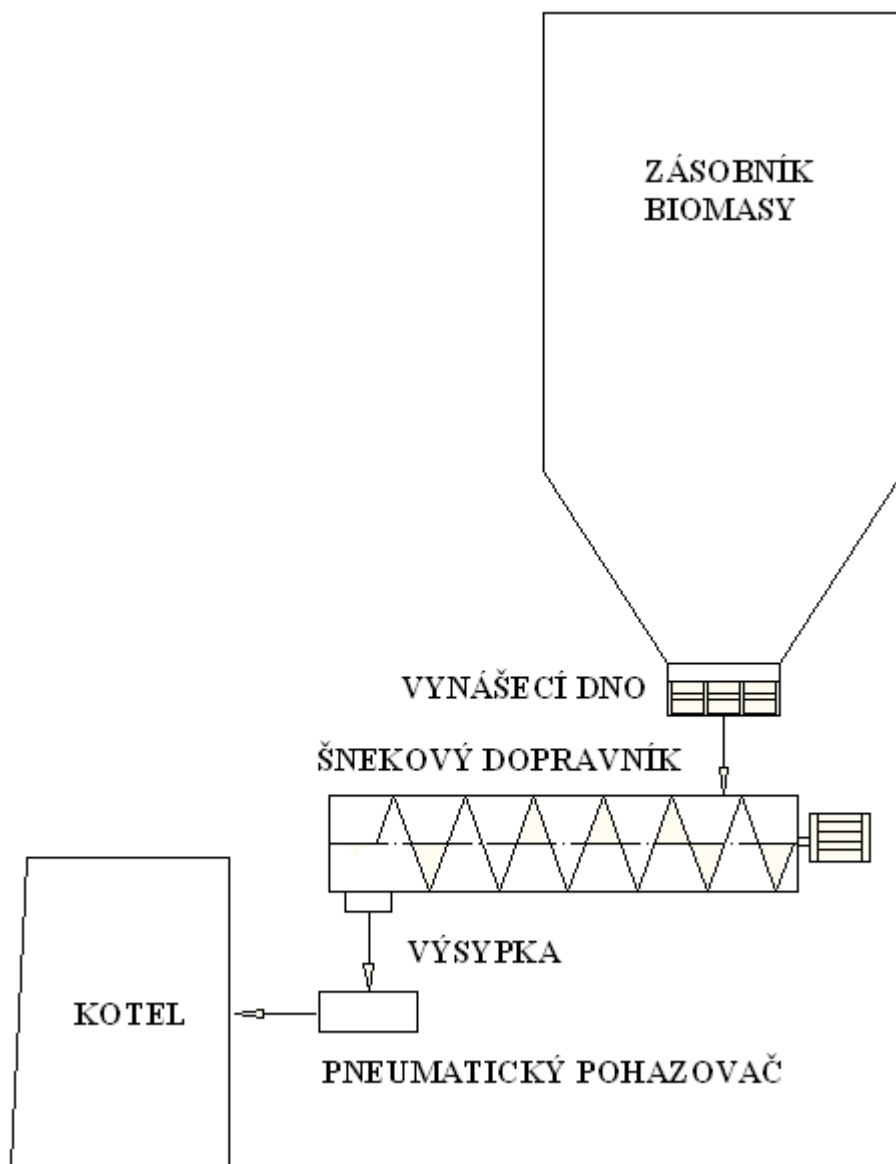 ZÁSOBNÍK
BIOMASY
VYNÁŠECÍ DNO
ŠNEKOVÝ DOPRAVNÍK
VÝSYPKA
KOTEL
PNEUMATICKÝ POHAZOVAČ